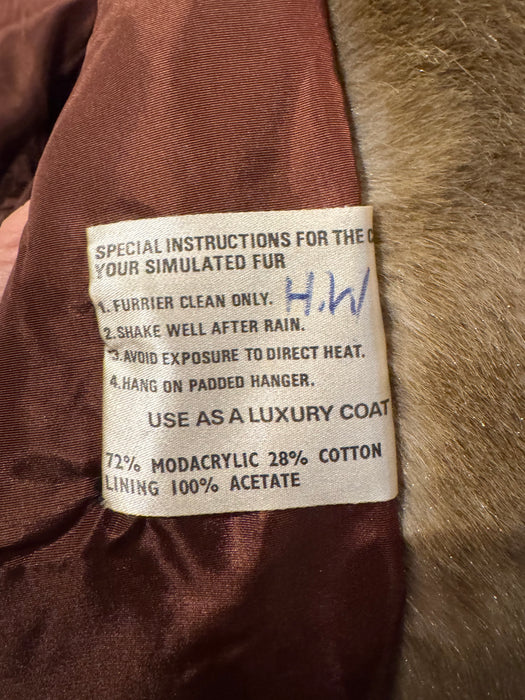 SPECIAL INSTRUCTIONS FOR THE C
YOUR SIMULATED FUR
1. FURRIER CLEAN ONLY. H.W
2. SHAKE WELL AFTER RAIN.
3. AVOID EXPOSURE TO DIRECT HEAT.
4. HANG ON PADDED HANGER.
USE AS A LUXURY COAT
72% MODACRYLIC 28% COTTON
LINING 100% ACETATE